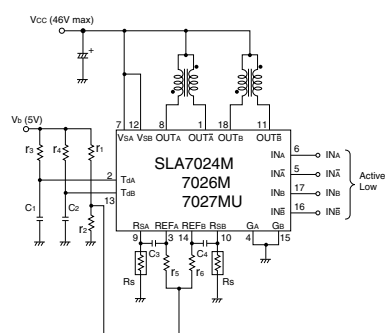 VCC (46V max)
+
Vb (5V)
7 12 8 1 18 11
VSA VSB OUTA OUTA̅ OUTB OUTB̅
r3 r4 r1
SLA7024M
7026M
7027MU
INA 6 INA
INA̅ 5 INA̅
INB 17 INB
INB̅ 16 INB̅
Active
Low
2 TdA
TdB
13
C1 C2 r2
RSA REFA REFB RSB GA GB
9 3 14 10 4 15
C3 C4
Rs r5 r6 Rs